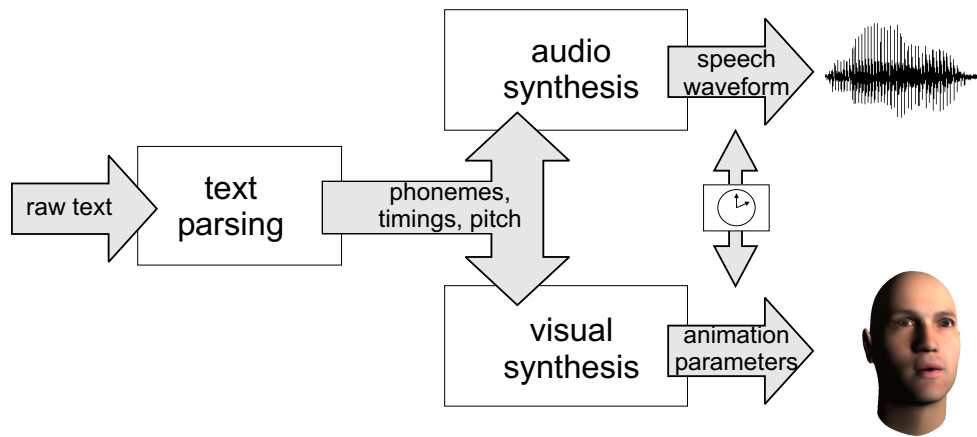 raw text
text
parsing
phonemes,
timings, pitch
audio
synthesis
speech
waveform
visual
synthesis
animation
parameters